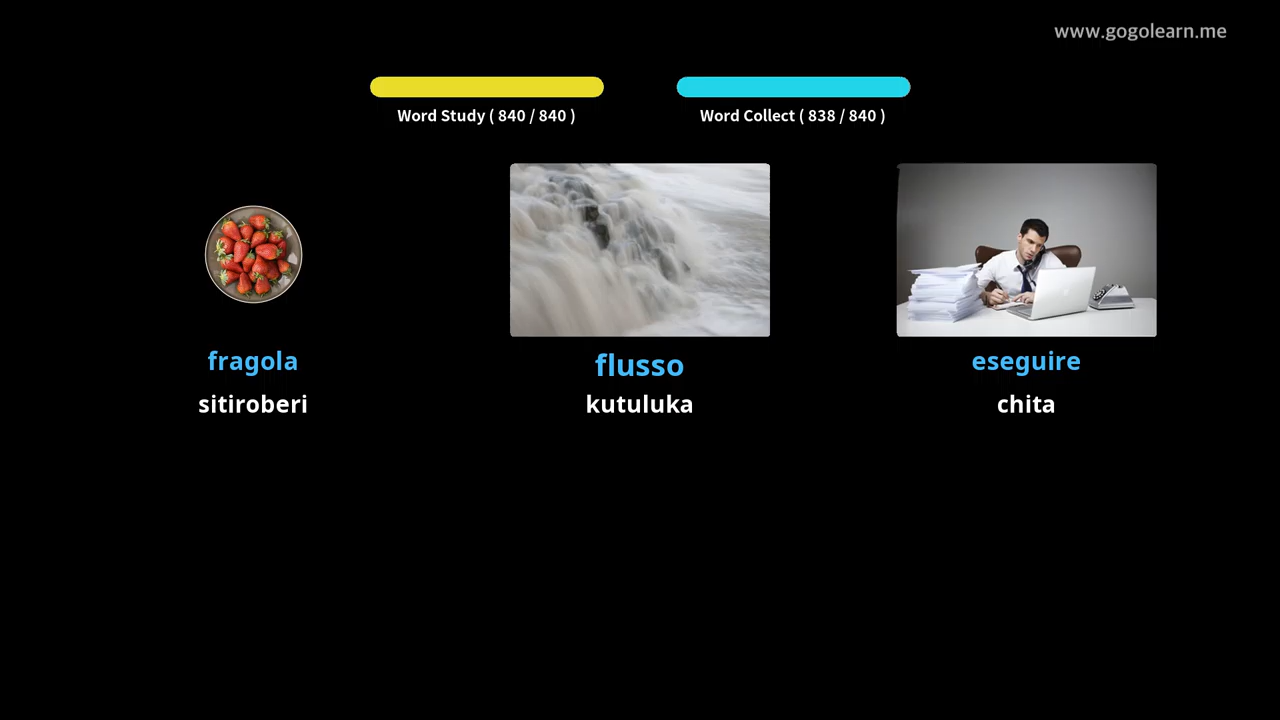 www.gogolearn.me
Word Study ( 840 / 840 )
Word Collect ( 838 / 840 )
fragola
flusso
eseguire
sitiroberi
kutuluka
chita